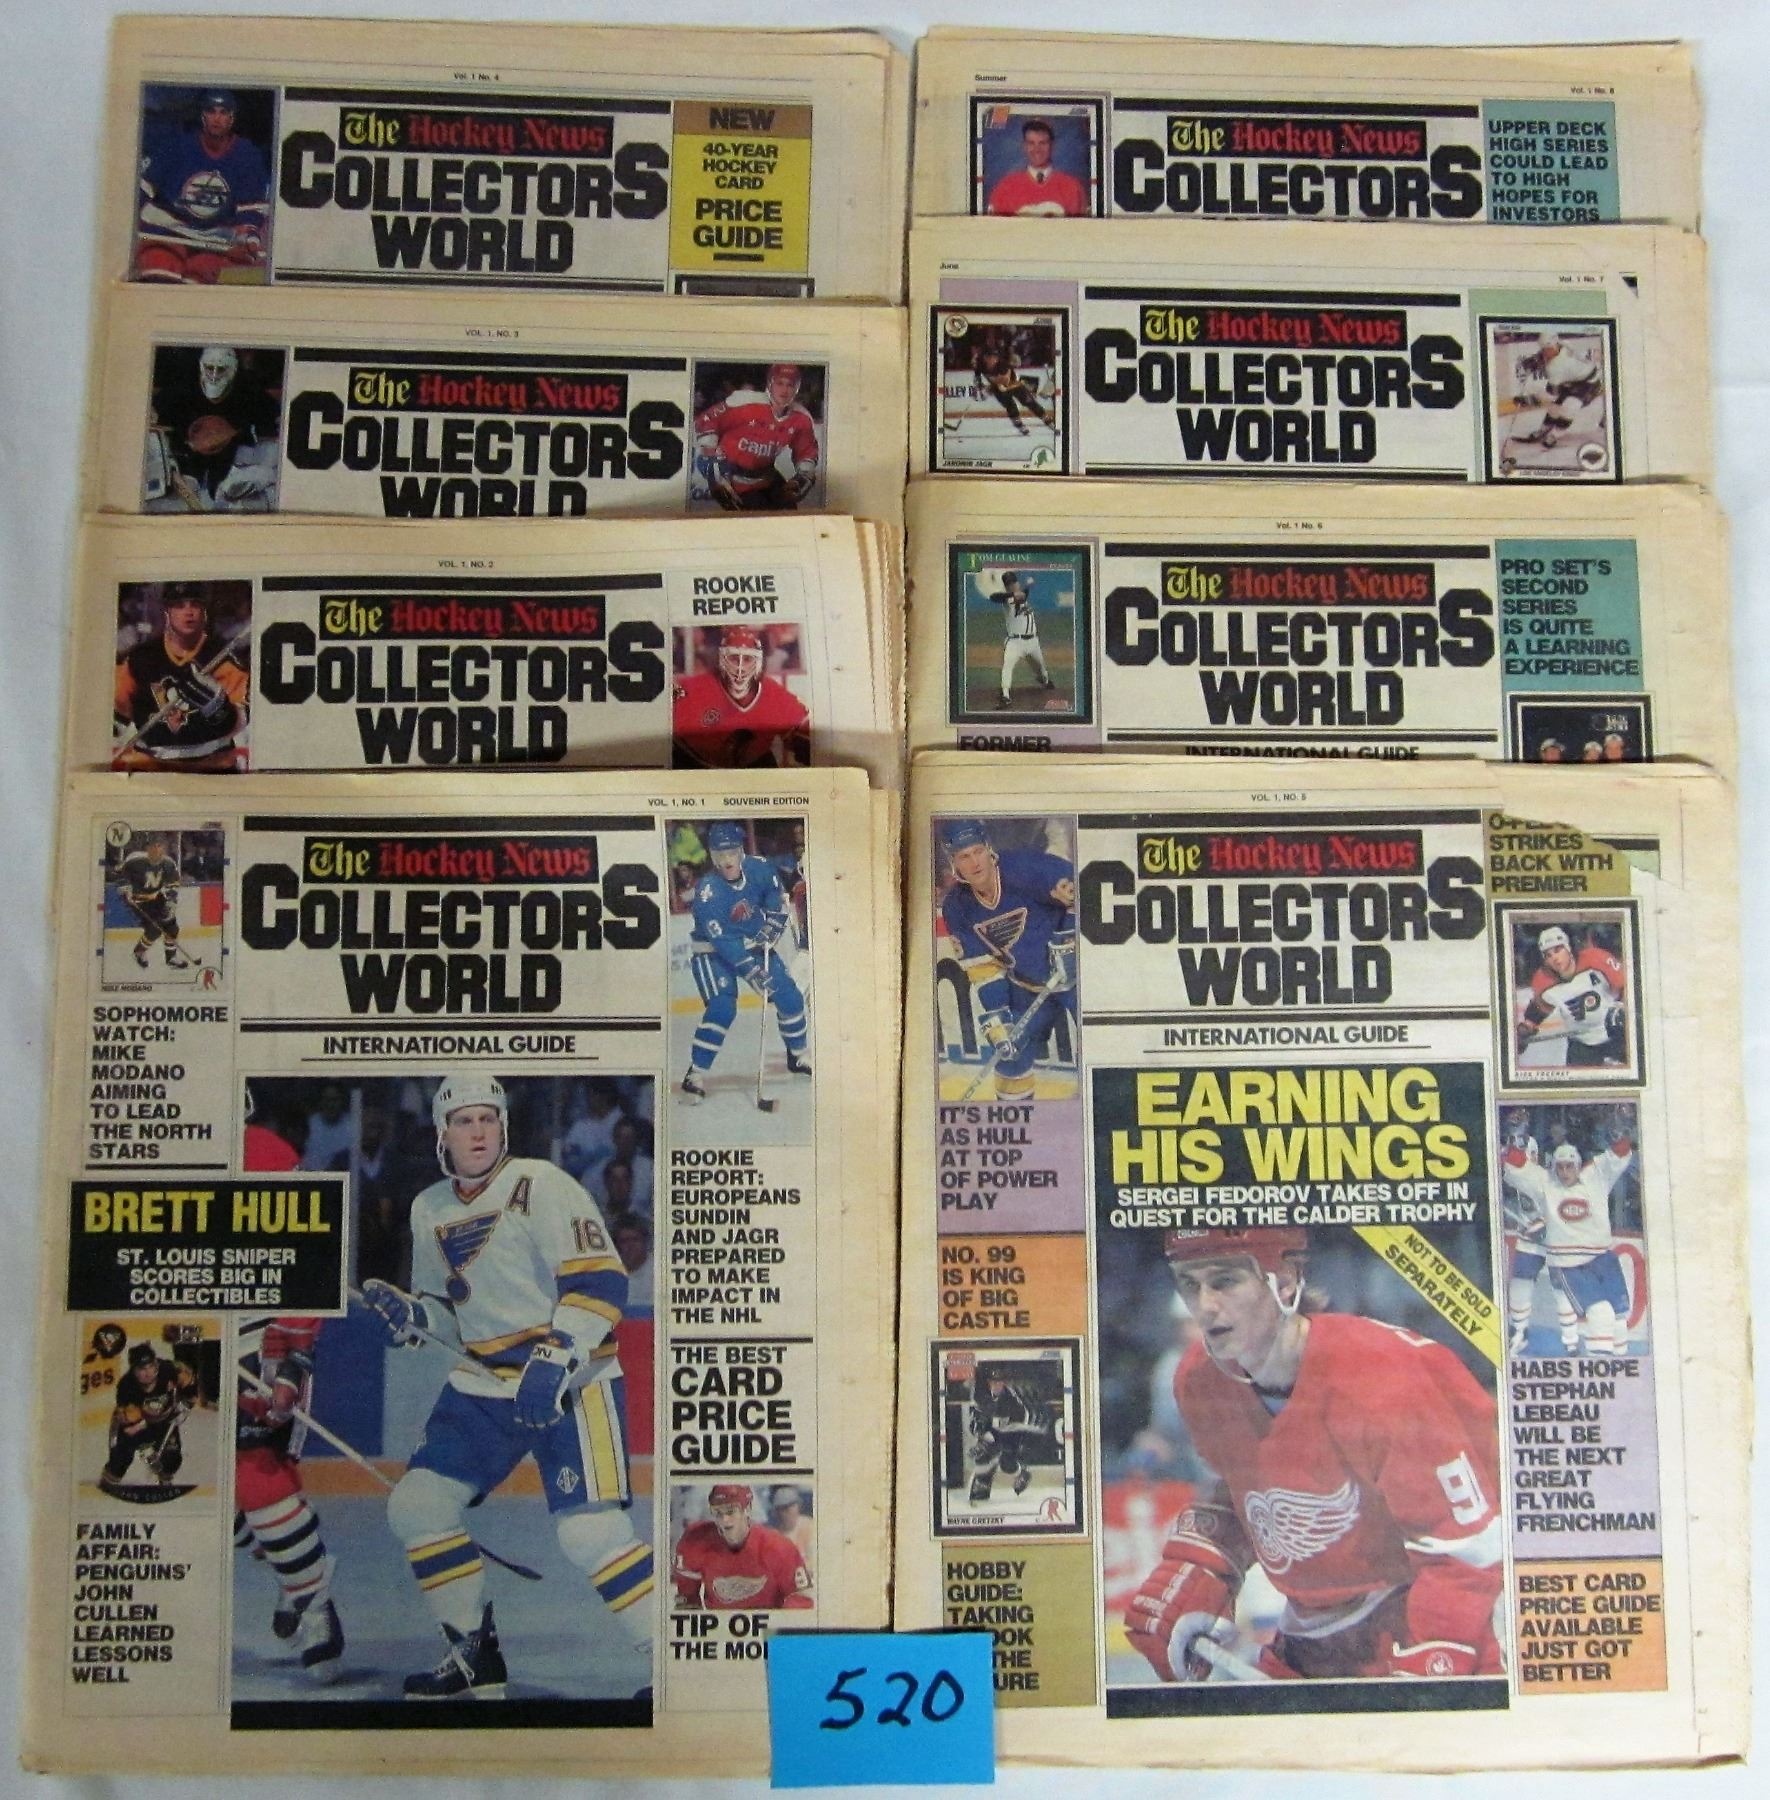 Vol. 1 No. 4
The Hockey News
COLLECTORS
WORLD
NEW
40-YEAR
HOCKEY
CARD
PRICE
GUIDE
VOL. 1, NO. 3
The Hockey News
COLLECTORS
WORLD
VOL. 1, NO. 2
The Hockey News
COLLECTORS
WORLD
ROOKIE
REPORT
VOL. 1, NO. 1 SOUVENIR EDITION
The Hockey News
COLLECTORS
WORLD
INTERNATIONAL GUIDE
MIKE MODANO
SOPHOMORE
WATCH:
MIKE
MODANO
AIMING
TO LEAD
THE NORTH
STARS
BRETT HULL
ST. LOUIS SNIPER
SCORES BIG IN
COLLECTIBLES
JOHN CULLEN
FAMILY
AFFAIR:
PENGUINS'
JOHN
CULLEN
LEARNED
LESSONS
WELL
A
16
ROOKIE
REPORT:
EUROPEANS
SUNDIN
AND JAGR
PREPARED
TO MAKE
IMPACT IN
THE NHL
THE BEST
CARD
PRICE
GUIDE
TIP OF
THE MO
Summer
Vol. 1 No. 8
The Hockey News
COLLECTORS
UPPER DECK
HIGH SERIES
COULD LEAD
TO HIGH
HOPES FOR
INVESTORS
June
Vol. 1 No. 7
The Hockey News
COLLECTORS
WORLD
JAROMIR JAGR
Vol. 1 No. 6
The Hockey News
COLLECTORS
WORLD
INTERNATIONAL GUIDE
TOM GLAVINE
FORMER
PRO SET'S
SECOND
SERIES
IS QUITE
A LEARNING
EXPERIENCE
VOL. 1, NO. 5
The Hockey News
COLLECTORS
WORLD
INTERNATIONAL GUIDE
STRIKES
BACK WITH
PREMIER
RICK TOCCHET
IT'S HOT
AS HULL
AT TOP
OF POWER
PLAY
NO. 99
IS KING
OF BIG
CASTLE
WAYNE GRETZKY
HOBBY
GUIDE:
TAKING
OOK
THE
URE
EARNING
HIS WINGS
SERGEI FEDOROV TAKES OFF IN
QUEST FOR THE CALDER TROPHY
NOT TO BE SOLD
SEPARATELY
HABS HOPE
STEPHAN
LEBEAU
WILL BE
THE NEXT
GREAT
FLYING
FRENCHMAN
BEST CARD
PRICE GUIDE
AVAILABLE
JUST GOT
BETTER
520